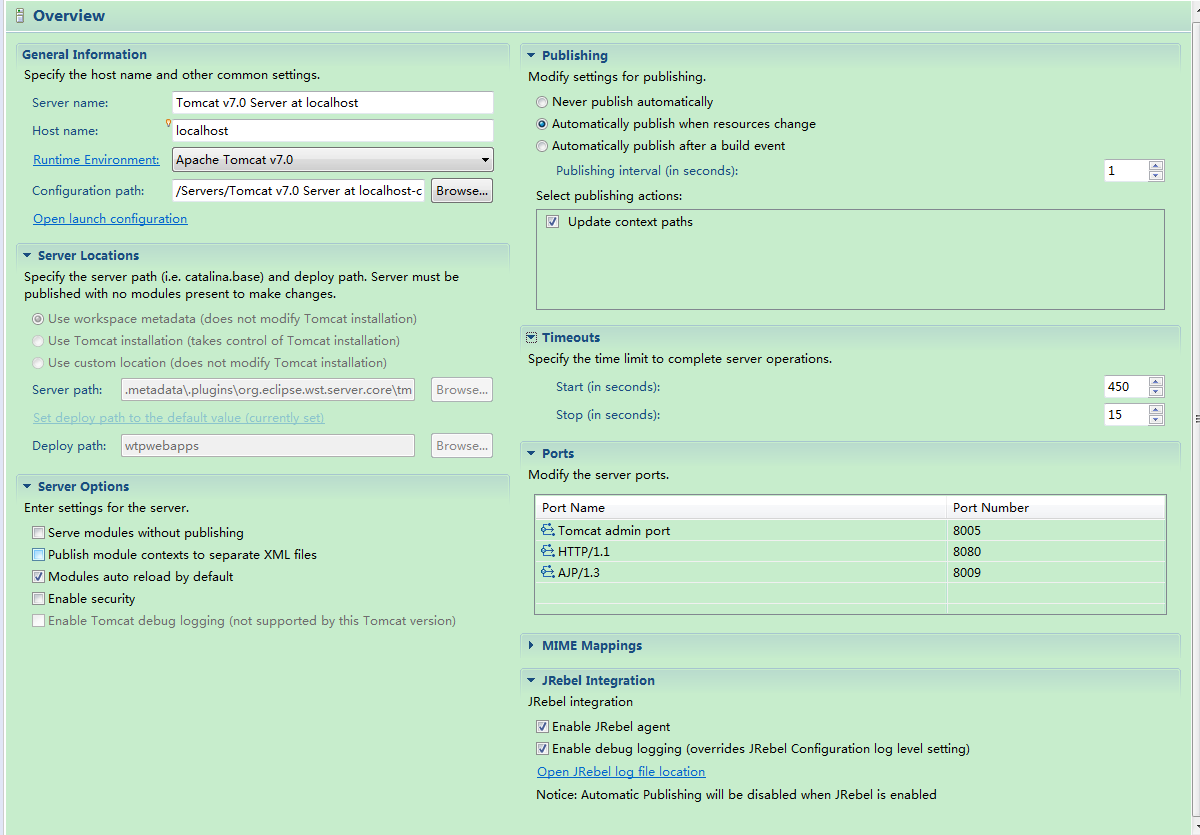 Overview
General Information
Specify the host name and other common settings.
Server name: Tomcat v7.0 Server at localhost
Host name: localhost
Runtime Environment: Apache Tomcat v7.0
Configuration path: /Servers/Tomcat v7.0 Server at localhost-c Browse...
Open launch configuration
Server Locations
Specify the server path (i.e. catalina.base) and deploy path. Server must be
published with no modules present to make changes.
Use workspace metadata (does not modify Tomcat installation)
Use Tomcat installation (takes control of Tomcat installation)
Use custom location (does not modify Tomcat installation)
Server path: .metadata\.plugins\org.eclipse.wst.server.core\tm Browse...
Set deploy path to the default value (currently set)
Deploy path: wtpwebapps Browse...
Server Options
Enter settings for the server.
Serve modules without publishing
Publish module contexts to separate XML files
Modules auto reload by default
Enable security
Enable Tomcat debug logging (not supported by this Tomcat version)
Publishing
Modify settings for publishing.
Never publish automatically
Automatically publish when resources change
Automatically publish after a build event
Publishing interval (in seconds): 1
Select publishing actions:
Update context paths
Timeouts
Specify the time limit to complete server operations.
Start (in seconds): 450
Stop (in seconds): 15
Ports
Modify the server ports.
Port Name Port Number
Tomcat admin port 8005
HTTP/1.1 8080
AJP/1.3 8009
MIME Mappings
JRebel Integration
JRebel integration
Enable JRebel agent
Enable debug logging (overrides JRebel Configuration log level setting)
Open JRebel log file location
Notice: Automatic Publishing will be disabled when JRebel is enabled